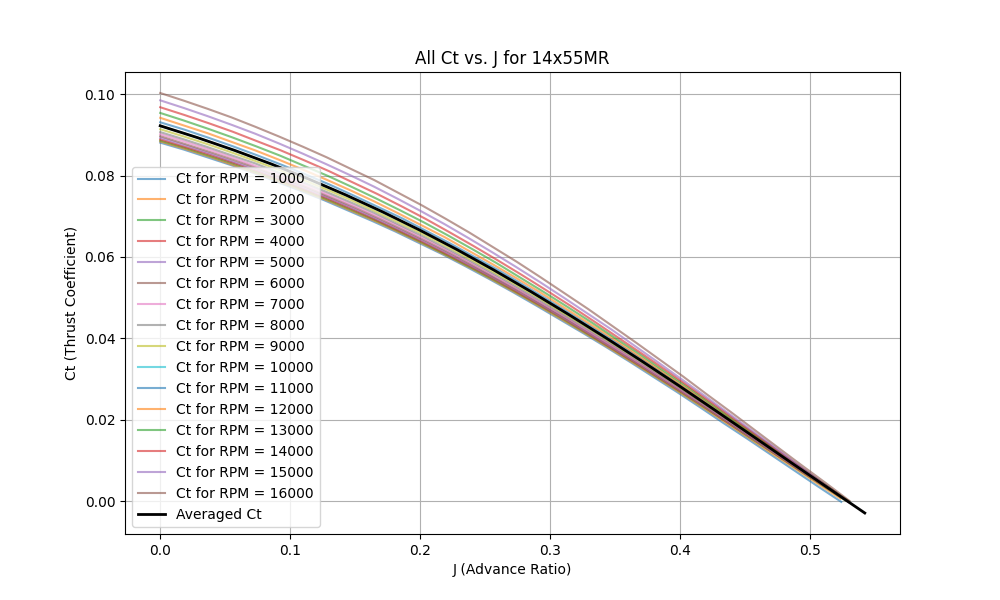 All Ct vs. J for 14x55MR
Ct (Thrust Coefficient)
0.10
0.08
0.06
0.04
0.02
0.00
Ct for RPM = 1000
Ct for RPM = 2000
Ct for RPM = 3000
Ct for RPM = 4000
Ct for RPM = 5000
Ct for RPM = 6000
Ct for RPM = 7000
Ct for RPM = 8000
Ct for RPM = 9000
Ct for RPM = 10000
Ct for RPM = 11000
Ct for RPM = 12000
Ct for RPM = 13000
Ct for RPM = 14000
Ct for RPM = 15000
Ct for RPM = 16000
Averaged Ct
0.0 0.1 0.2 0.3 0.4 0.5
J (Advance Ratio)